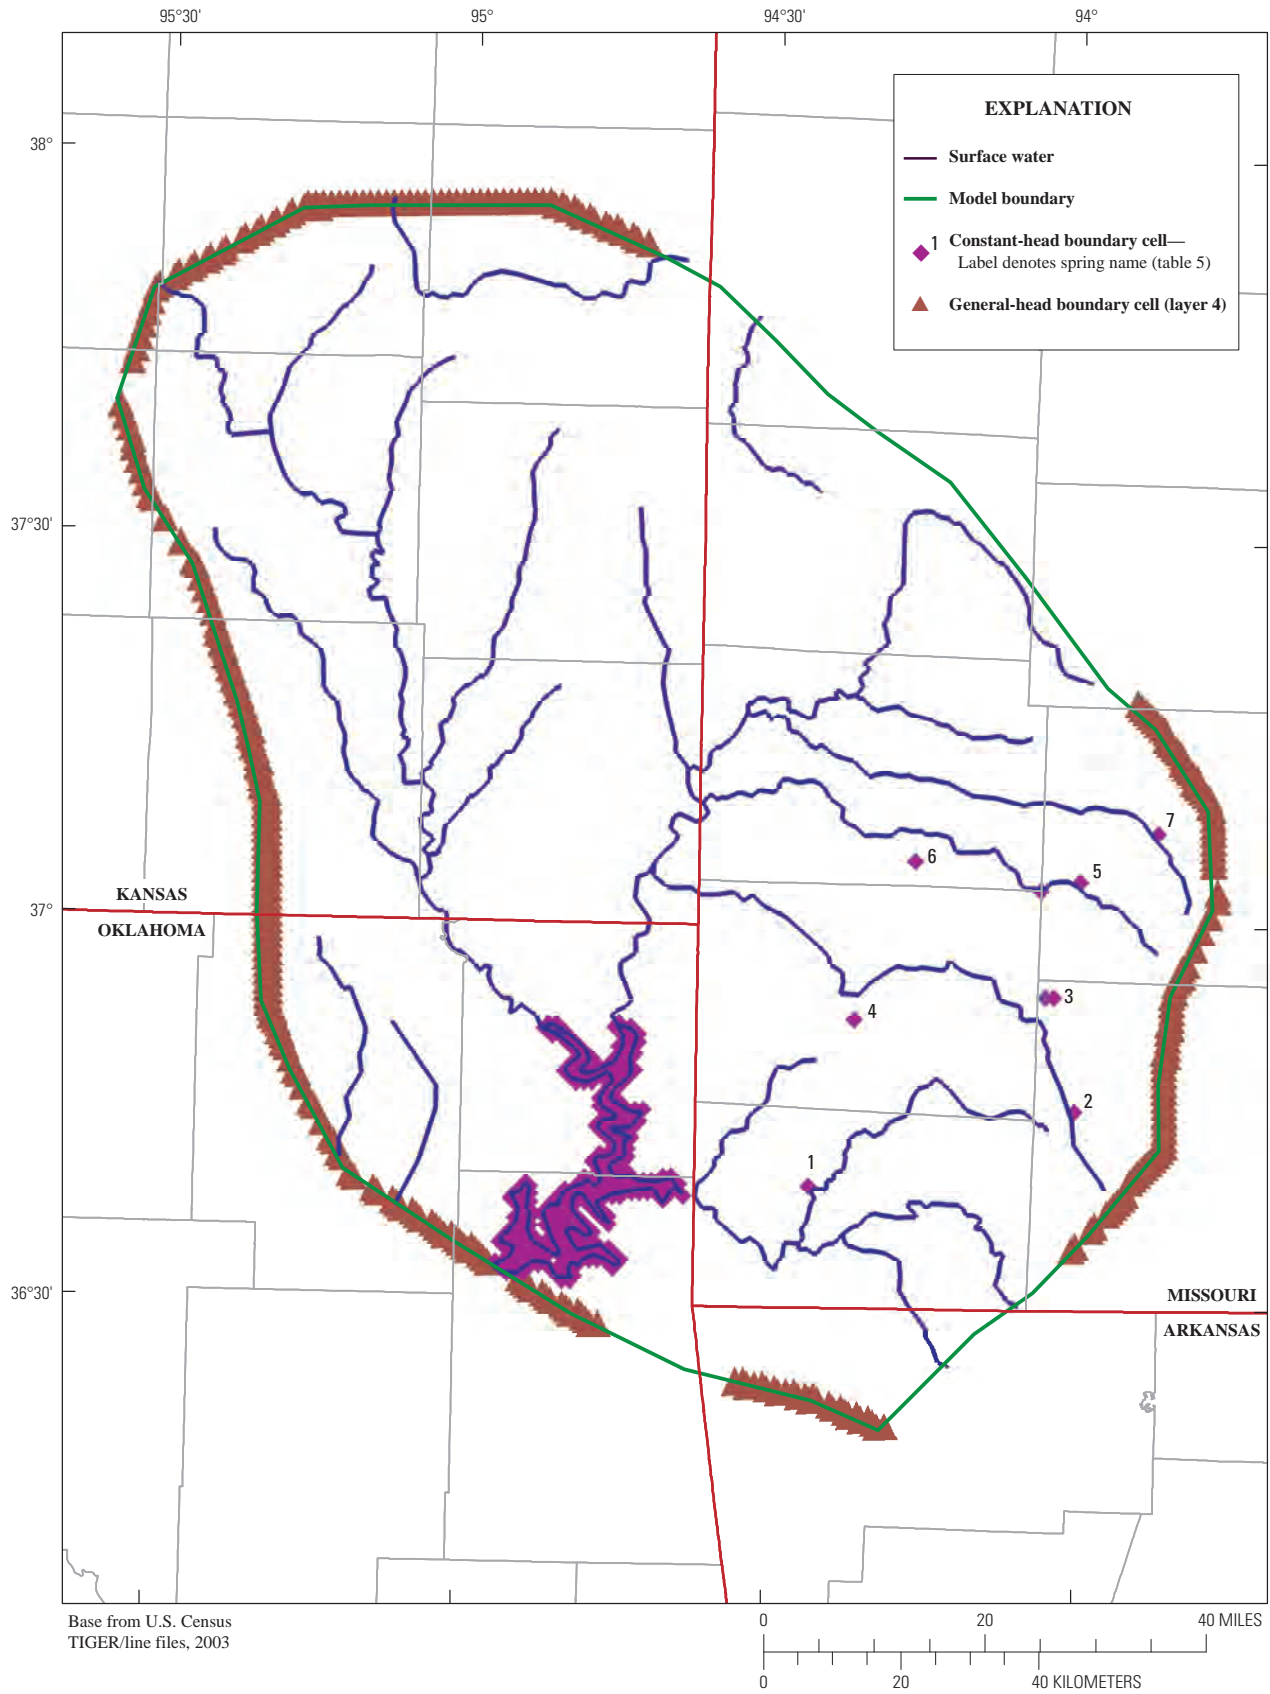 95°30' 95° 94°30' 94°
38°
37°30'
37°
36°30'
EXPLANATION
Surface water
Model boundary
1 Constant-head boundary cell—
Label denotes spring name (table 5)
General-head boundary cell (layer 4)
7
6
5
KANSAS
OKLAHOMA
3
4
2
1
MISSOURI
ARKANSAS
Base from U.S. Census
TIGER/line files, 2003
0 20 40 MILES
0 20 40 KILOMETERS